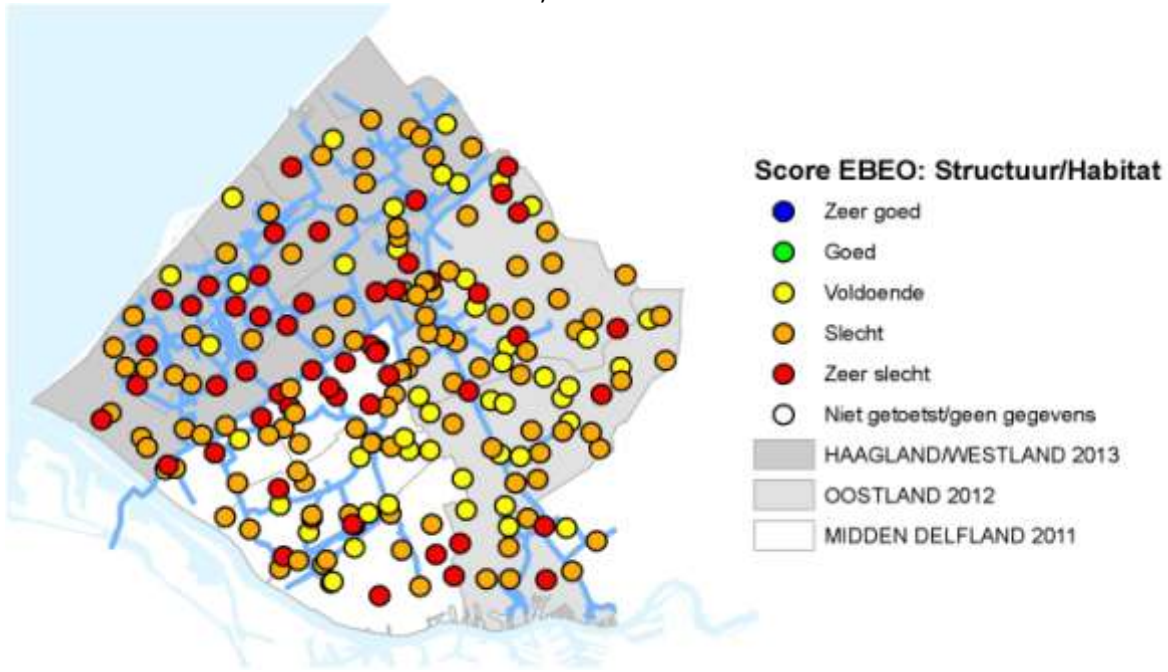 Score EBEO: Structuur/Habitat
Zeer goed
Goed
Voldoende
Slecht
Zeer slecht
Niet getoetst/geen gegevens
HAAGLAND/WESTLAND 2013
OOSTLAND 2012
MIDDEN DELFLAND 2011